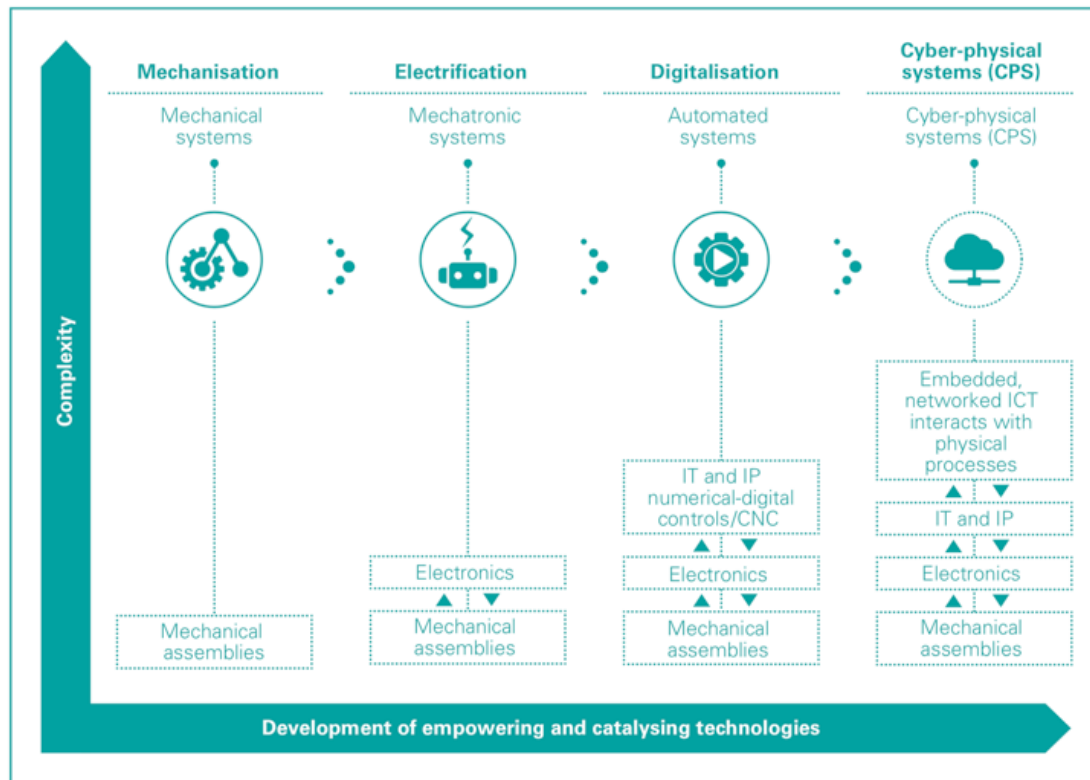 Complexity
Mechanisation
Mechanical
systems
Mechanical
assemblies
Electrification
Mechatronic
systems
Electronics
Mechanical
assemblies
Digitalisation
Automated
systems
IT and IP
numerical-digital
controls/CNC
Electronics
Mechanical
assemblies
Cyber-physical
systems (CPS)
Cyber-physical
systems (CPS)
Embedded,
networked ICT
interacts with
physical
processes
IT and IP
Electronics
Mechanical
assemblies
Development of empowering and catalysing technologies